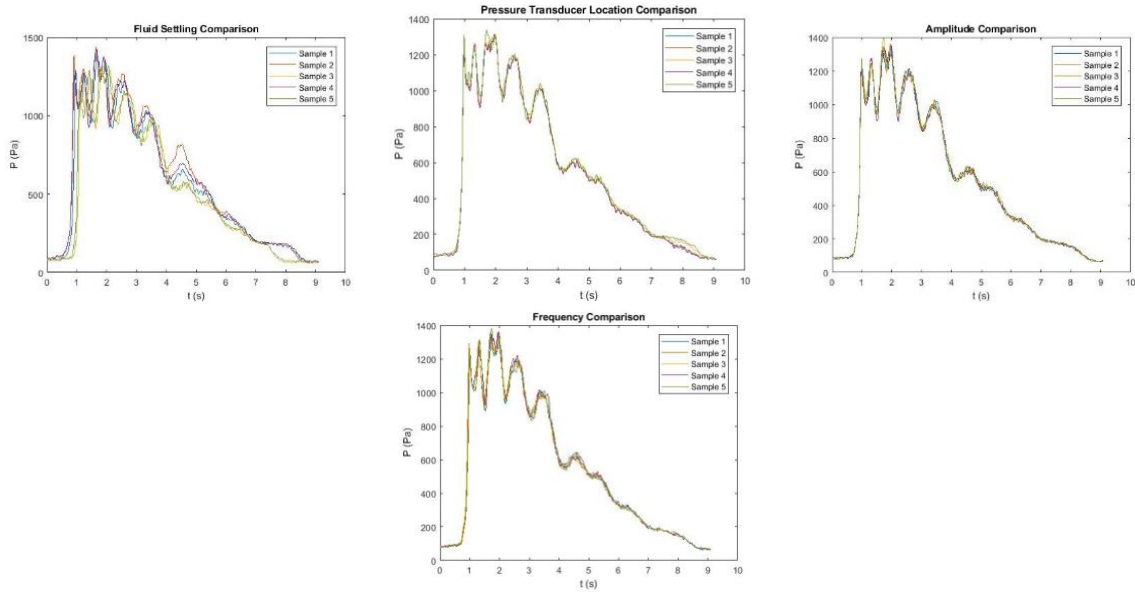 Fluid Settling Comparison
1500
1000
500
0
P (Pa)
0 1 2 3 4 5 6 7 8 9 10
t (s)
Sample 1
Sample 2
Sample 3
Sample 4
Sample 5
Pressure Transducer Location Comparison
1400
1200
1000
800
600
400
200
0
P (Pa)
0 1 2 3 4 5 6 7 8 9 10
t (s)
Sample 1
Sample 2
Sample 3
Sample 4
Sample 5
Amplitude Comparison
1400
1200
1000
800
600
400
200
0
P (Pa)
0 1 2 3 4 5 6 7 8 9 10
t (s)
Sample 1
Sample 2
Sample 3
Sample 4
Sample 5
Frequency Comparison
1400
1200
1000
800
600
400
200
0
P (Pa)
0 1 2 3 4 5 6 7 8 9 10
t (s)
Sample 1
Sample 2
Sample 3
Sample 4
Sample 5